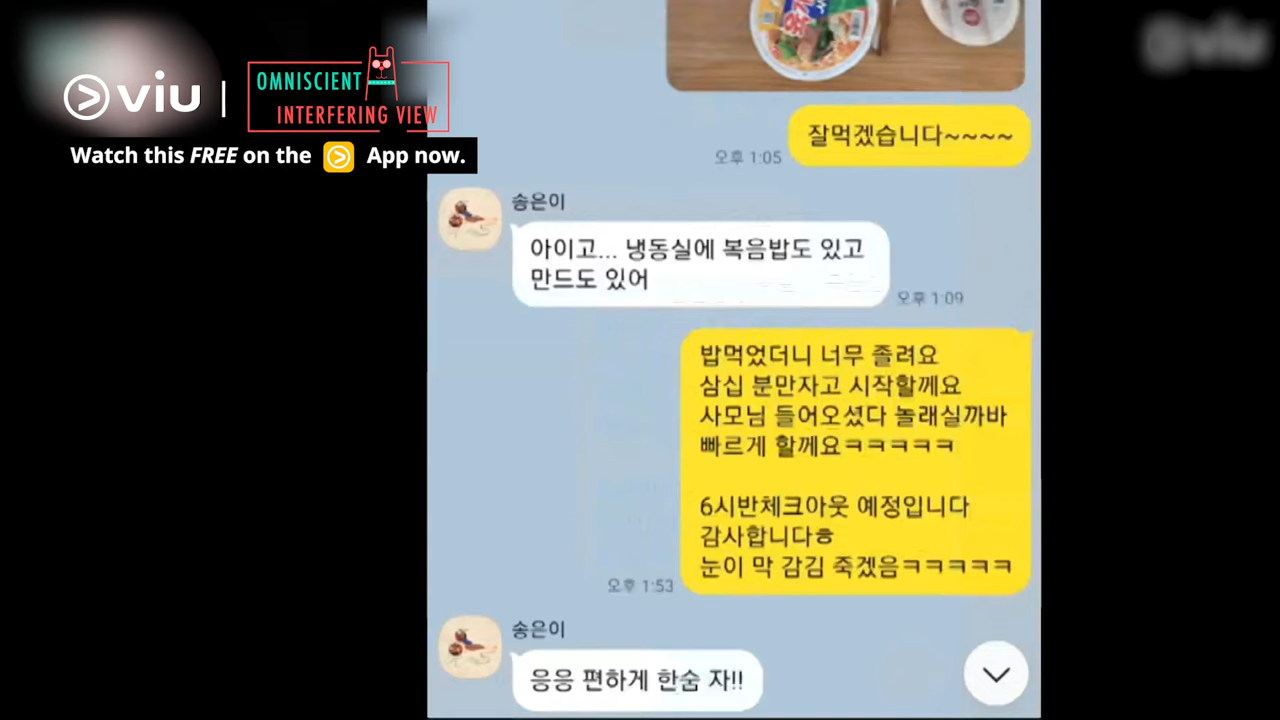 viu
OMNISCIENT
INTERFERING VIEW
Watch this FREE on the App now.
viu
잘먹겠습니다~~~~
오후 1:05
송은이
아이고... 냉동실에 복음밥도 있고
만드도 있어
오후 1:09
밥먹었더니 너무 졸려요
삼십 분만자고 시작할께요
사모님 들어오셨다 놀래실까바
빠르게 할께요ㅋㅋㅋㅋㅋ
6시반체크아웃 예정입니다
감사합니다ㅎ
눈이 막 감김 죽겠음ㅋㅋㅋㅋㅋ
오후 1:53
송은이
응응 편하게 한숨 자!!